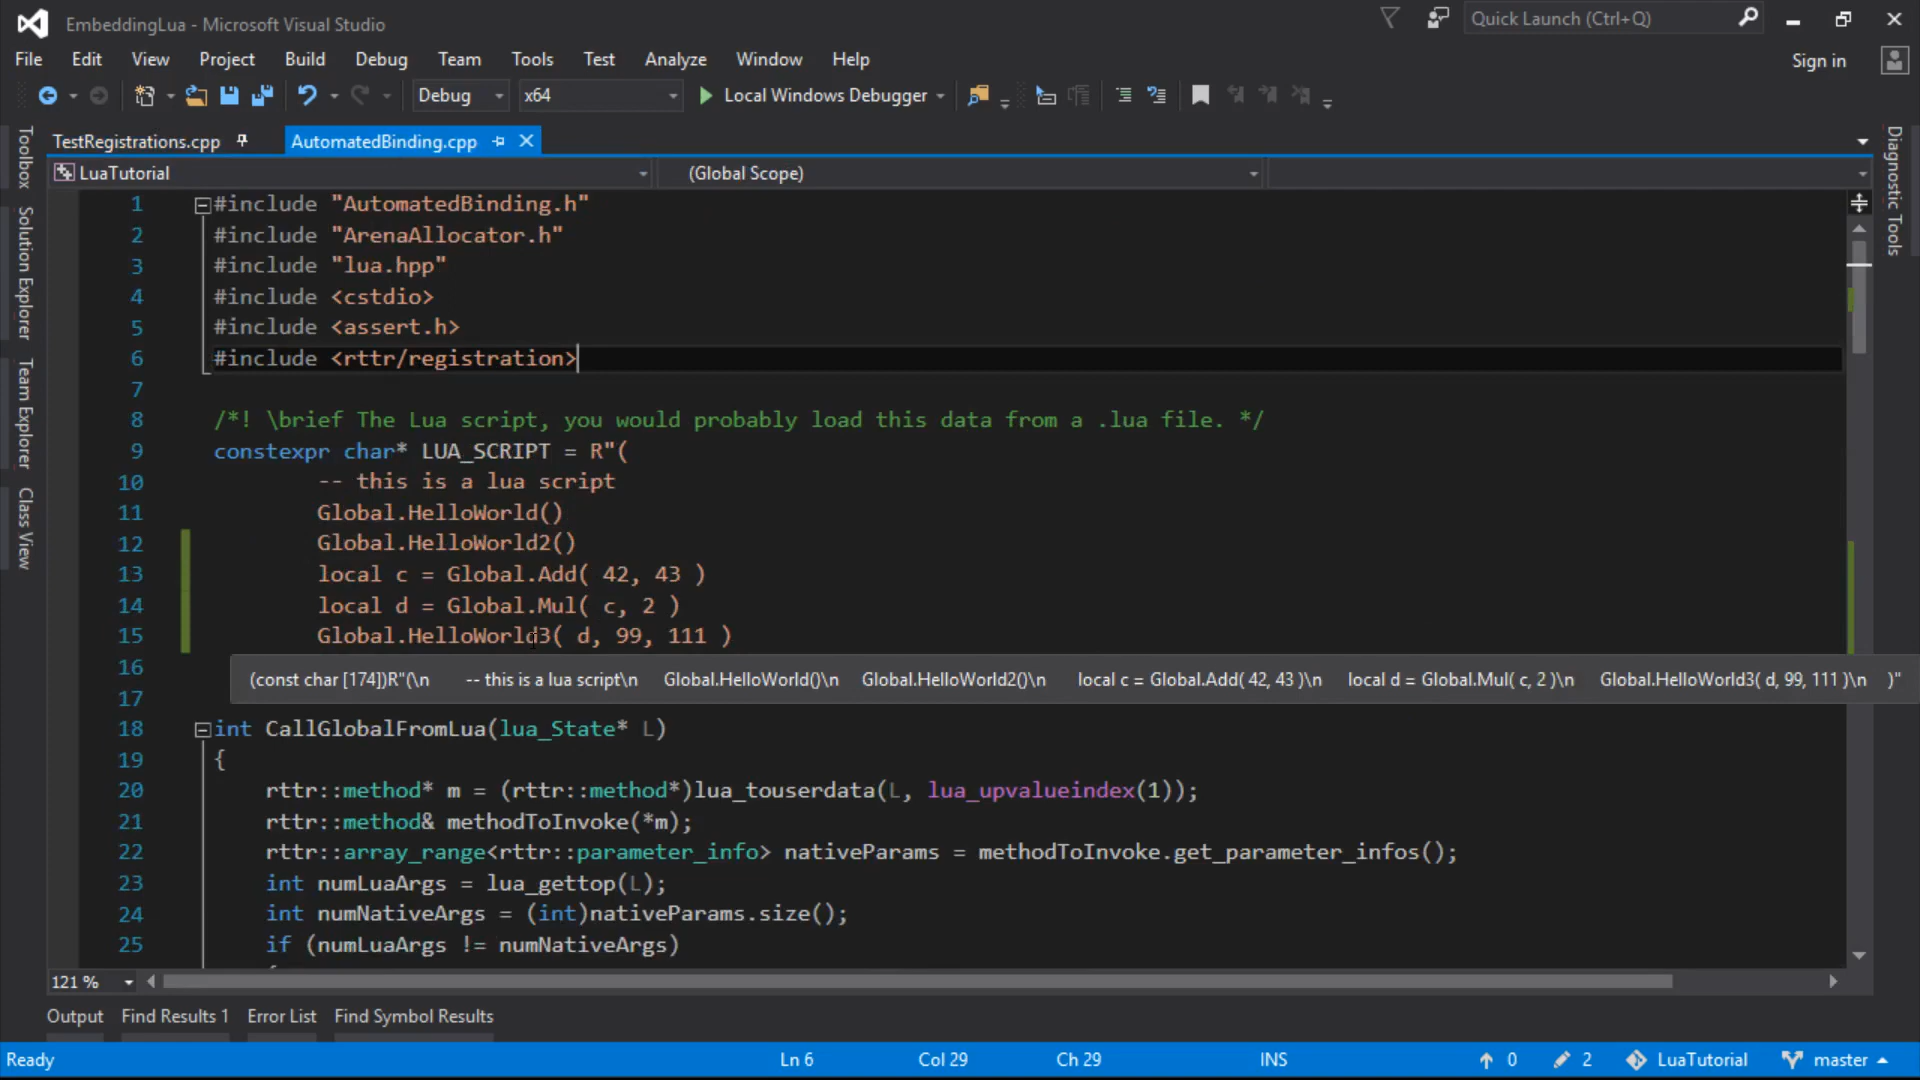 EmbeddingLua - Microsoft Visual Studio
Quick Launch (Ctrl+Q)
File Edit View Project Build Debug Team Tools Test Analyze Window Help
Sign in
Debug x64 Local Windows Debugger
TestRegistrations.cpp AutomatedBinding.cpp
LuaTutorial (Global Scope)
Toolbox
Solution Explorer
Team Explorer
Class View
Diagnostic Tools
1 #include "AutomatedBinding.h"
2 #include "ArenaAllocator.h"
3 #include "lua.hpp"
4 #include <cstdio>
5 #include <assert.h>
6 #include <rttr/registration>
7
8 /*! \brief The Lua script, you would probably load this data from a .lua file. */
9 constexpr char* LUA_SCRIPT = R"(
10 -- this is a lua script
11 Global.HelloWorld()
12 Global.HelloWorld2()
13 local c = Global.Add( 42, 43 )
14 local d = Global.Mul( c, 2 )
15 Global.HelloWorld3( d, 99, 111 )
16
(const char [174])R"(\n -- this is a lua script\n Global.HelloWorld()\n Global.HelloWorld2()\n local c = Global.Add( 42, 43 )\n local d = Global.Mul( c, 2 )\n Global.HelloWorld3( d, 99, 111 )\n )"
17
18 int CallGlobalFromLua(lua_State* L)
19 {
20 rttr::method* m = (rttr::method*)lua_touserdata(L, lua_upvalueindex(1));
21 rttr::method& methodToInvoke(*m);
22 rttr::array_range<rttr::parameter_info> nativeParams = methodToInvoke.get_parameter_infos();
23 int numLuaArgs = lua_gettop(L);
24 int numNativeArgs = (int)nativeParams.size();
25 if (numLuaArgs != numNativeArgs)
121 %
Output Find Results 1 Error List Find Symbol Results
Ready Ln 6 Col 29 Ch 29 INS 0 2 LuaTutorial master